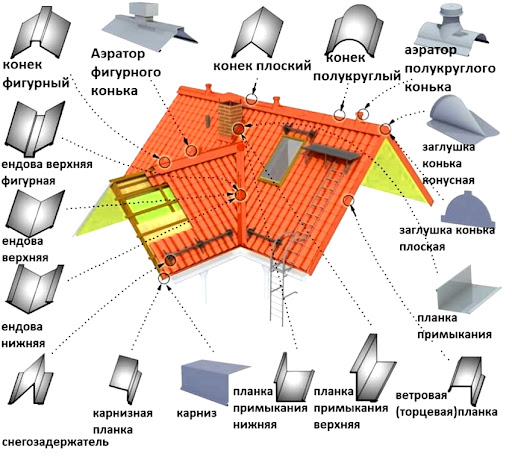 конек
фигурный
Аэратор
фигурного
конька
конек плоский
конек
полукруглый
аэратор
полукруглого
конька
ендова верхняя
фигурная
заглушка
конька
конусная
ендова
верхняя
заглушка конька
плоская
ендова
нижняя
планка
примыкания
снегозадержатель
карнизная
планка
карниз
планка
примыкания
нижняя
планка
примыкания
верхняя
ветровая
(торцевая)планка